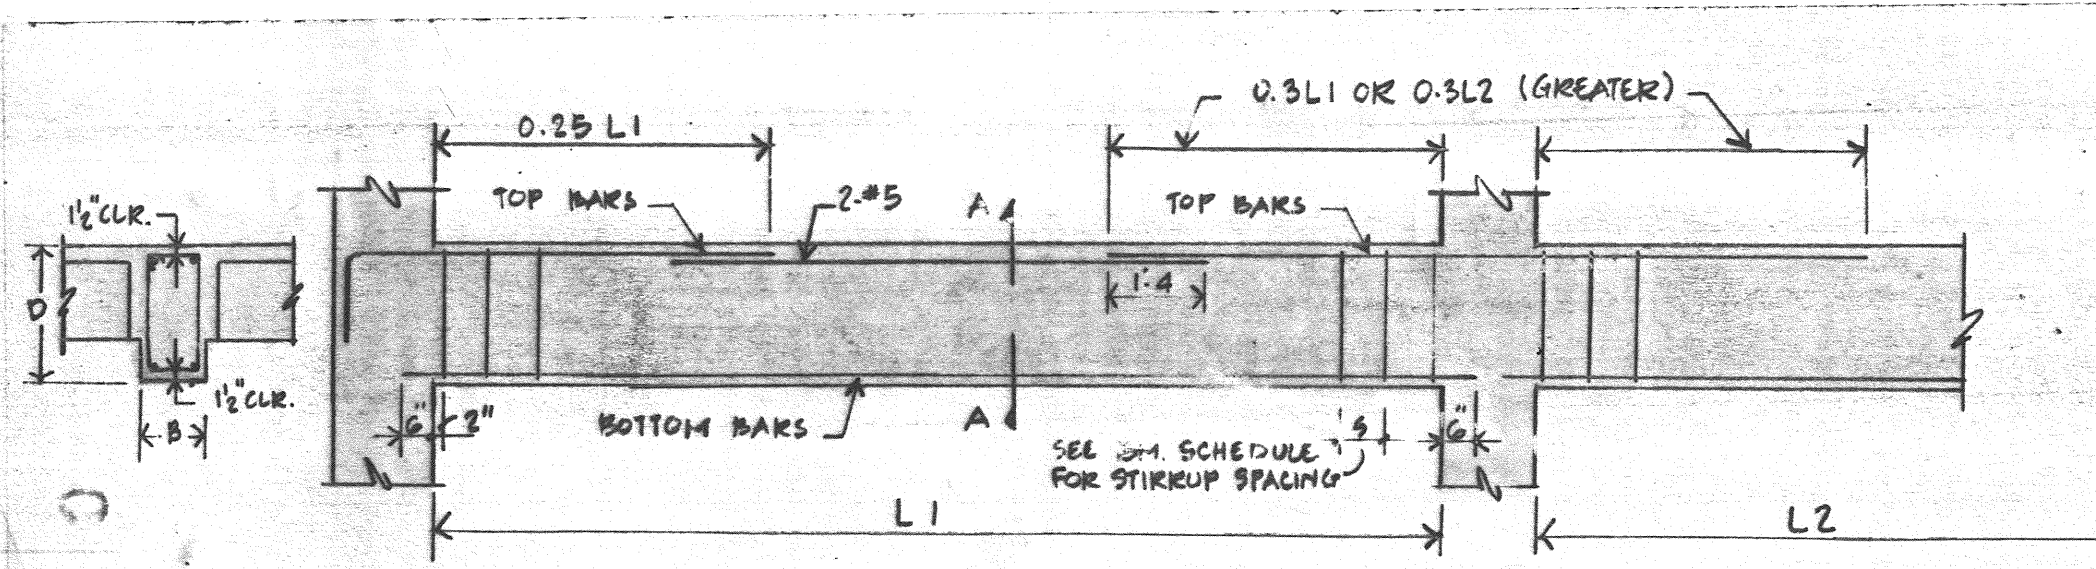 0.3L1 OR 0.3L2 (GREATER)
0.25 L1
TOP BARS
2-#5
A
TOP BARS
1½" CLR.
D
1'-4
1½" CLR.
B
6"
2"
BOTTOM BARS
A
SEE BM. SCHEDULE
FOR STIRRUP SPACING
S
6"
L1
L2